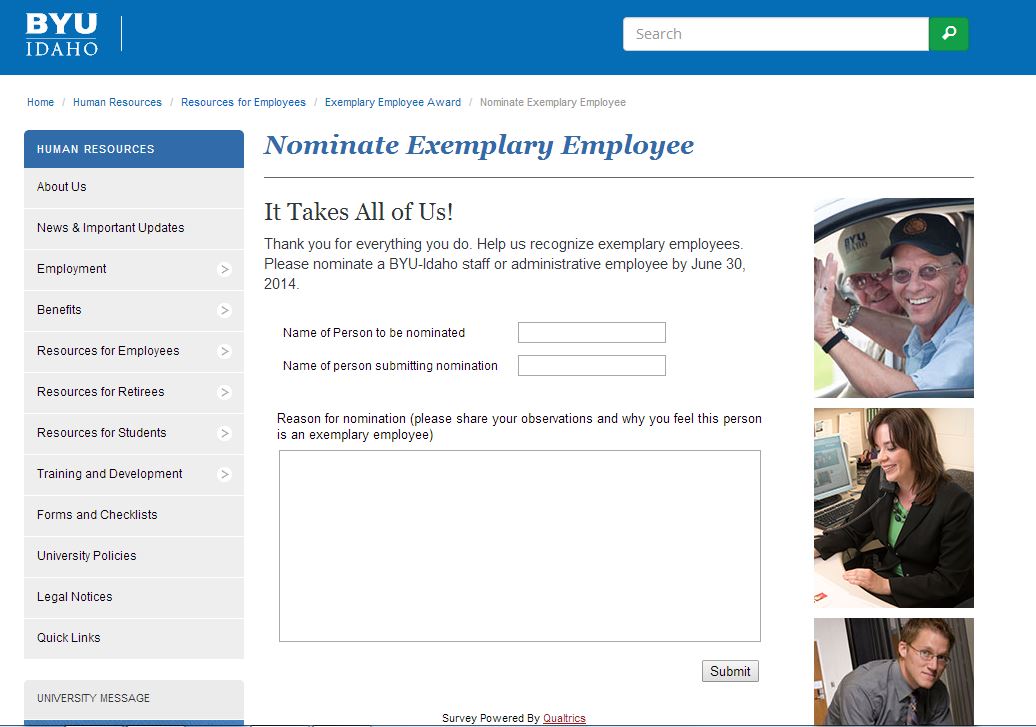 BYU
IDAHO
Search
Home / Human Resources / Resources for Employees / Exemplary Employee Award / Nominate Exemplary Employee
HUMAN RESOURCES
About Us
News & Important Updates
Employment
Benefits
Resources for Employees
Resources for Retirees
Resources for Students
Training and Development
Forms and Checklists
University Policies
Legal Notices
Quick Links
UNIVERSITY MESSAGE
Nominate Exemplary Employee
It Takes All of Us!
Thank you for everything you do. Help us recognize exemplary employees.
Please nominate a BYU-Idaho staff or administrative employee by June 30,
2014.
Name of Person to be nominated
Name of person submitting nomination
Reason for nomination (please share your observations and why you feel this person
is an exemplary employee)
Submit
Survey Powered By Qualtrics
BYU
IDAHO